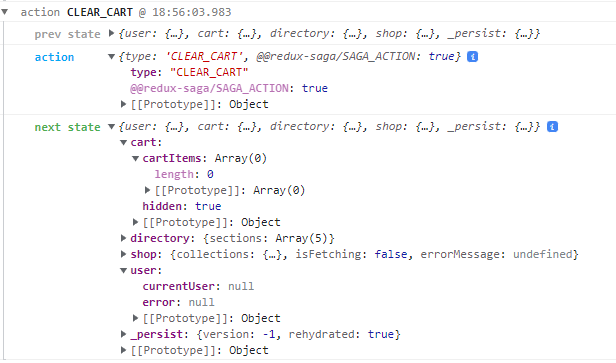 action CLEAR_CART @ 18:56:03.983
prev state {user: {…}, cart: {…}, directory: {…}, shop: {…}, _persist: {…}}
action {type: 'CLEAR_CART', @@redux-saga/SAGA_ACTION: true} i
type: "CLEAR_CART"
@@redux-saga/SAGA_ACTION: true
[[Prototype]]: Object
next state {user: {…}, cart: {…}, directory: {…}, shop: {…}, _persist: {…}} i
cart:
cartItems: Array(0)
length: 0
[[Prototype]]: Array(0)
hidden: true
[[Prototype]]: Object
directory: {sections: Array(5)}
shop: {collections: {…}, isFetching: false, errorMessage: undefined}
user:
currentUser: null
error: null
[[Prototype]]: Object
_persist: {version: -1, rehydrated: true}
[[Prototype]]: Object